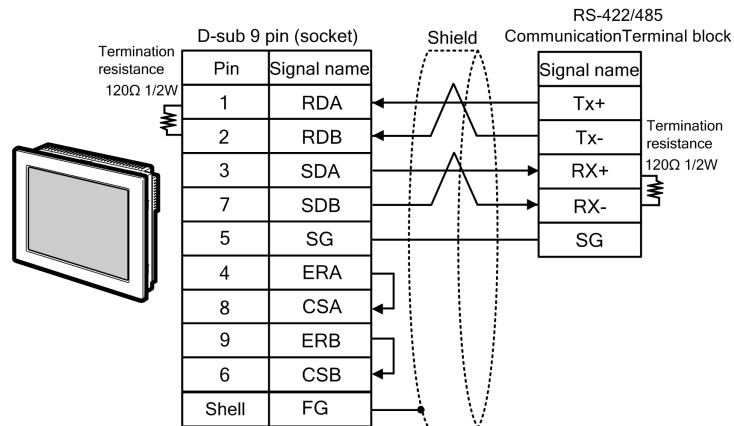 RS-422/485
CommunicationTerminal block
D-sub 9 pin (socket)
Shield
Termination
resistance
120Ω 1/2W
Pin Signal name
1 RDA
2 RDB
3 SDA
7 SDB
5 SG
4 ERA
8 CSA
9 ERB
6 CSB
Shell FG
Signal name
Tx+
Tx-
RX+
RX-
SG
Termination
resistance
120Ω 1/2W